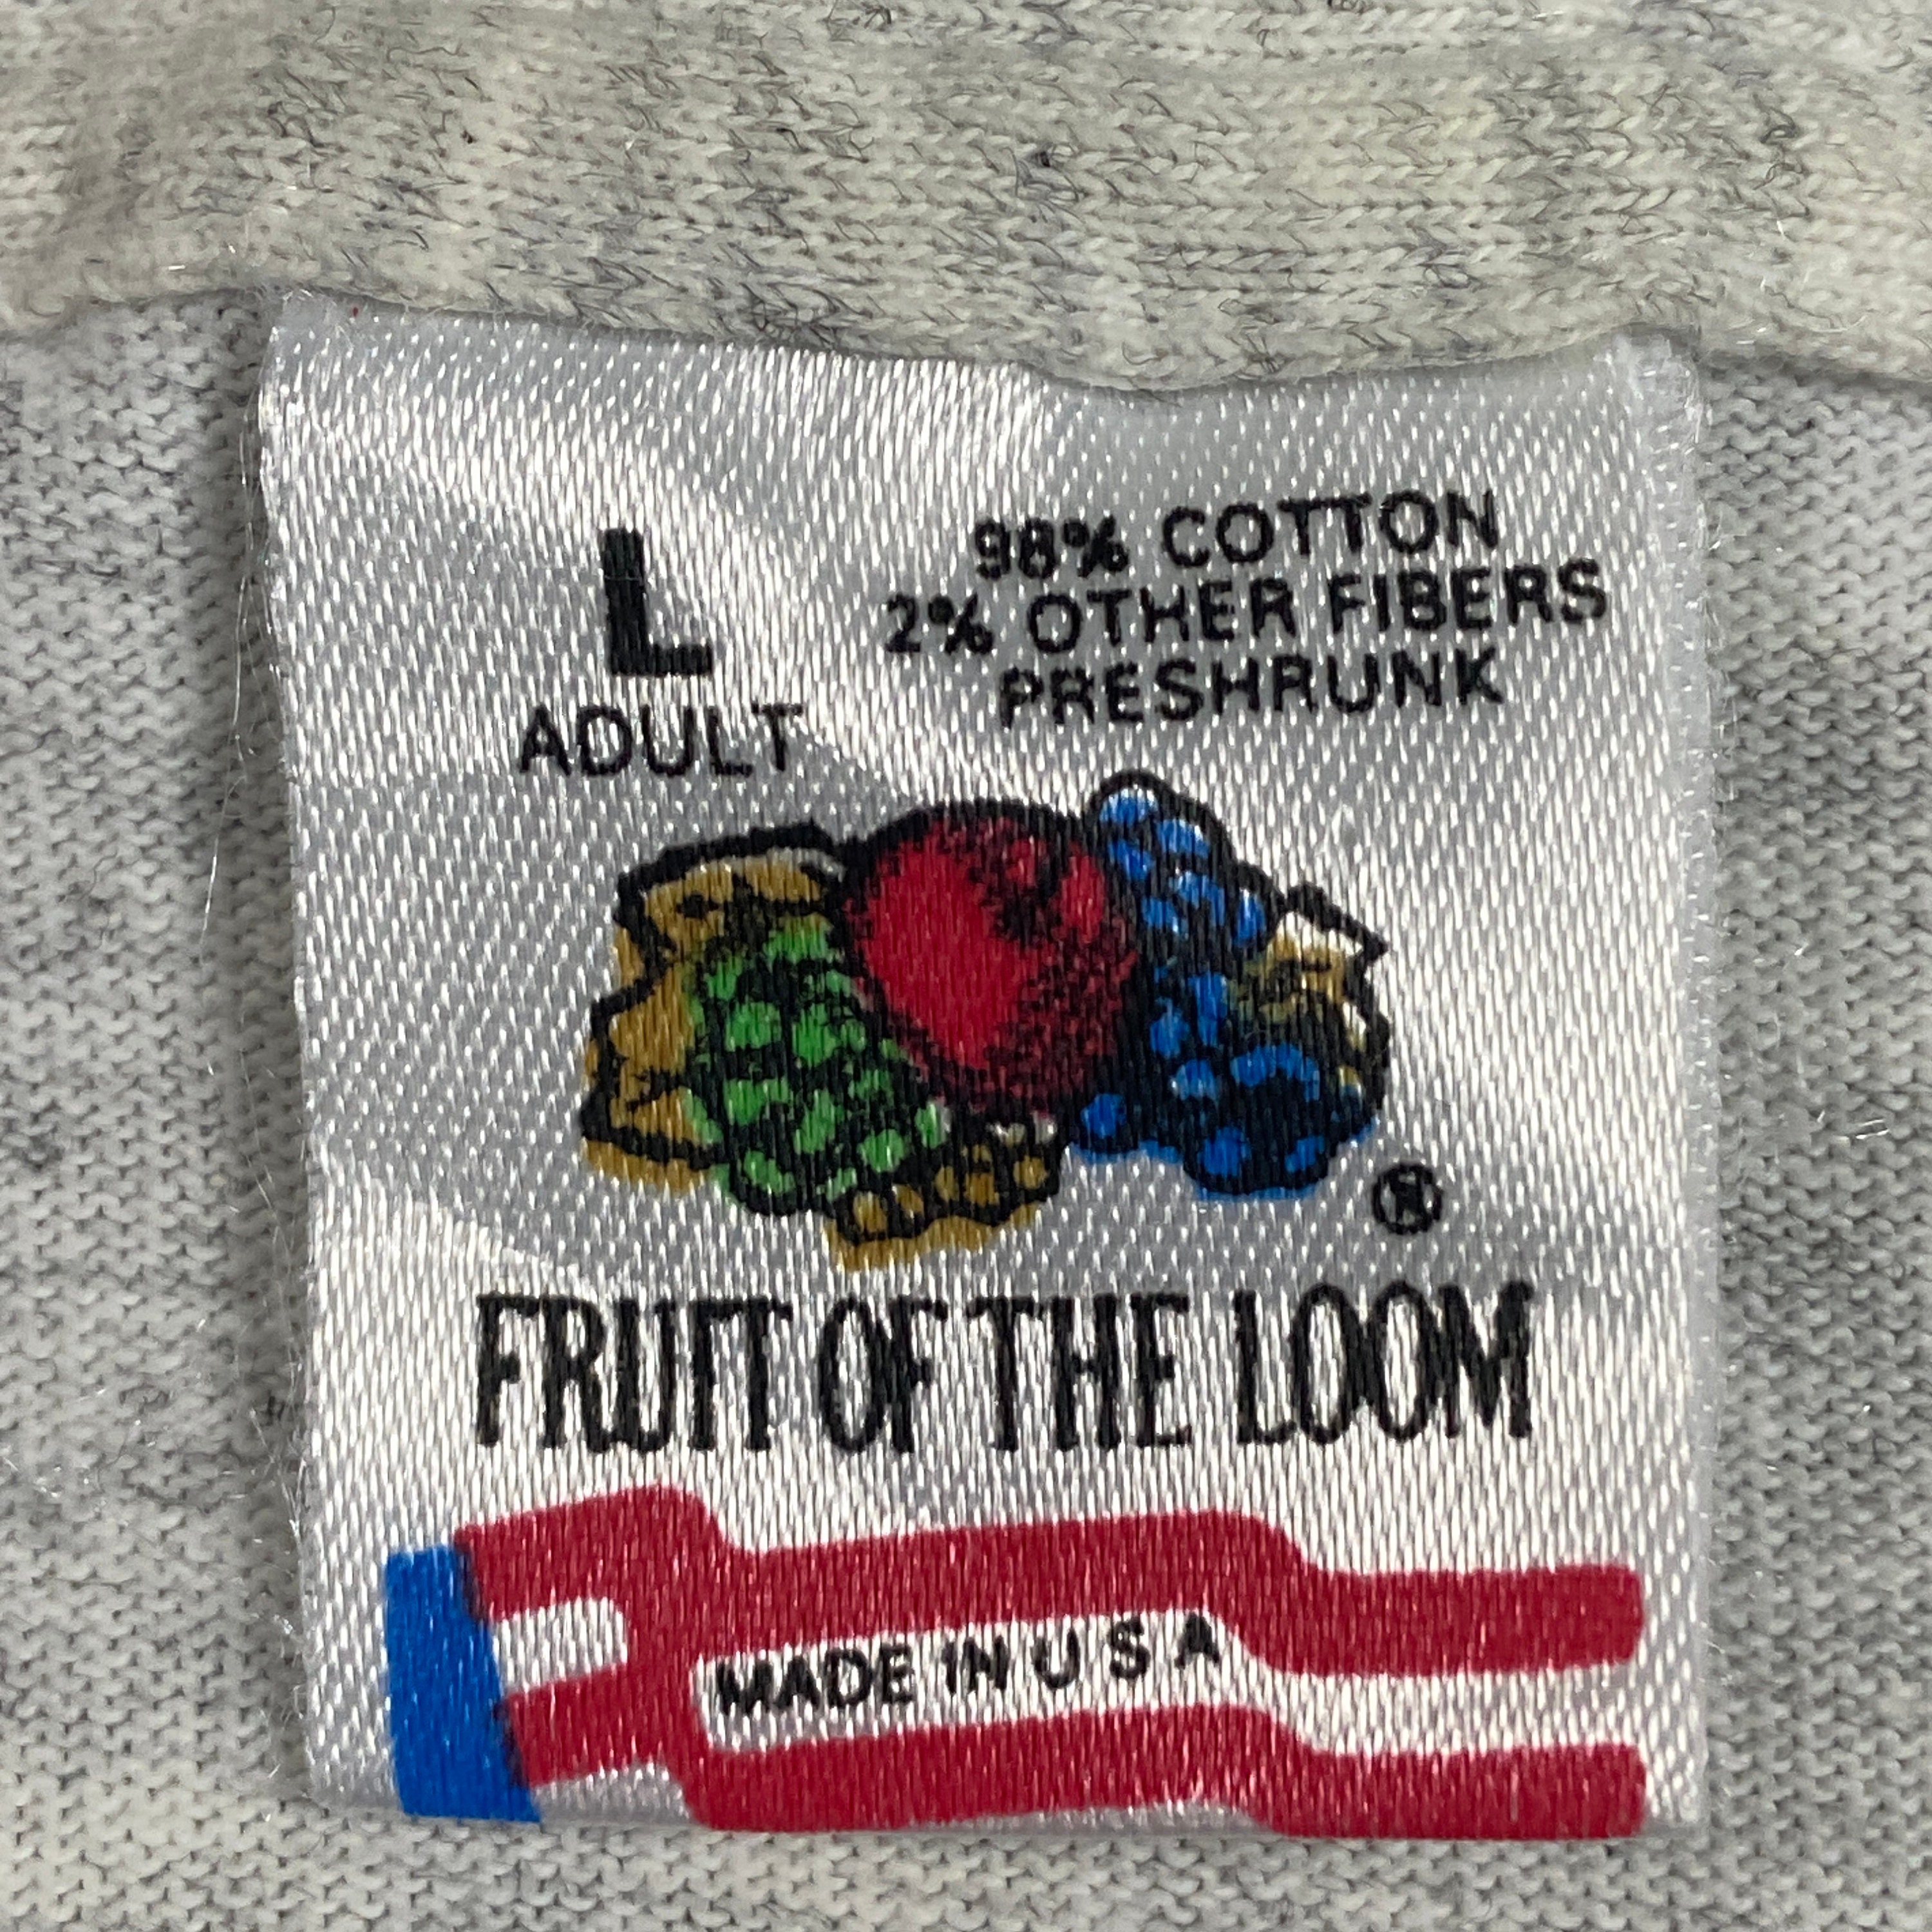 L
ADULT
98% COTTON
2% OTHER FIBERS
PRESHRUNK
®
FRUIT OF THE LOOM
MADE IN U S A